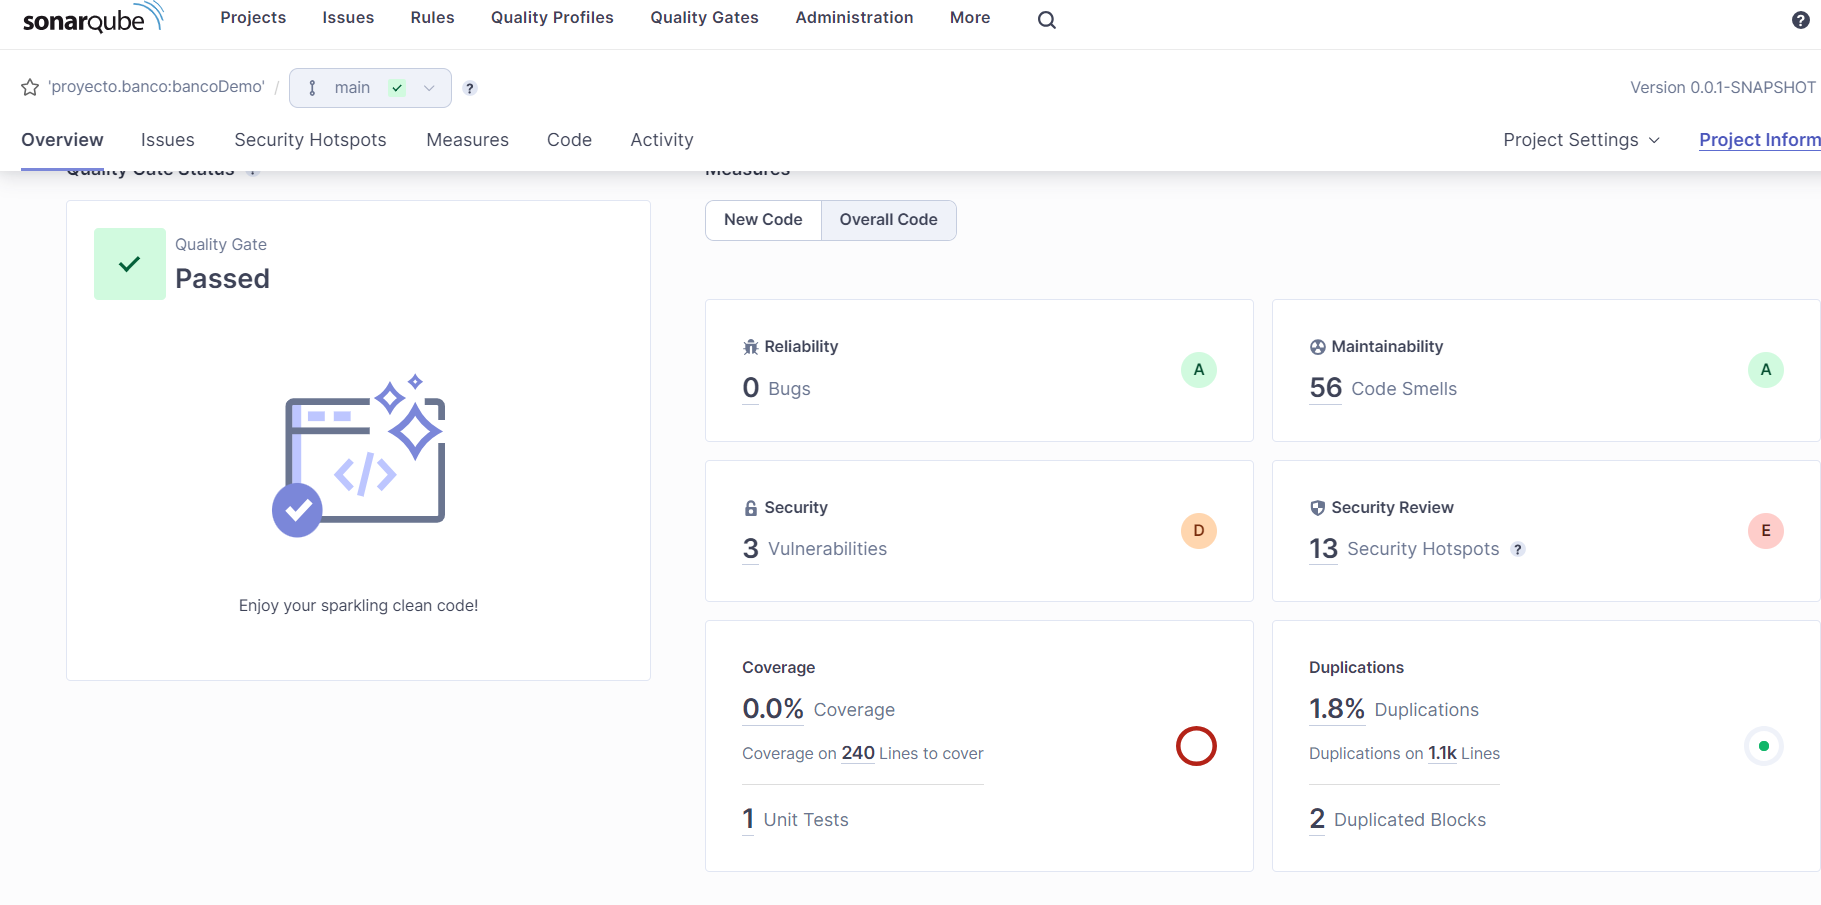 sonarqube
Projects Issues Rules Quality Profiles Quality Gates Administration More
?
'proyecto.banco:bancoDemo' / main ?
Version 0.0.1-SNAPSHOT
Overview Issues Security Hotspots Measures Code Activity
Project Settings Project Inform
Quality Gate Status
Measures
Quality Gate
Passed
Enjoy your sparkling clean code!
New Code Overall Code
Reliability
0 Bugs
A
Maintainability
56 Code Smells
A
Security
3 Vulnerabilities
D
Security Review
13 Security Hotspots ?
E
Coverage
0.0% Coverage
Coverage on 240 Lines to cover
1 Unit Tests
Duplications
1.8% Duplications
Duplications on 1.1k Lines
2 Duplicated Blocks